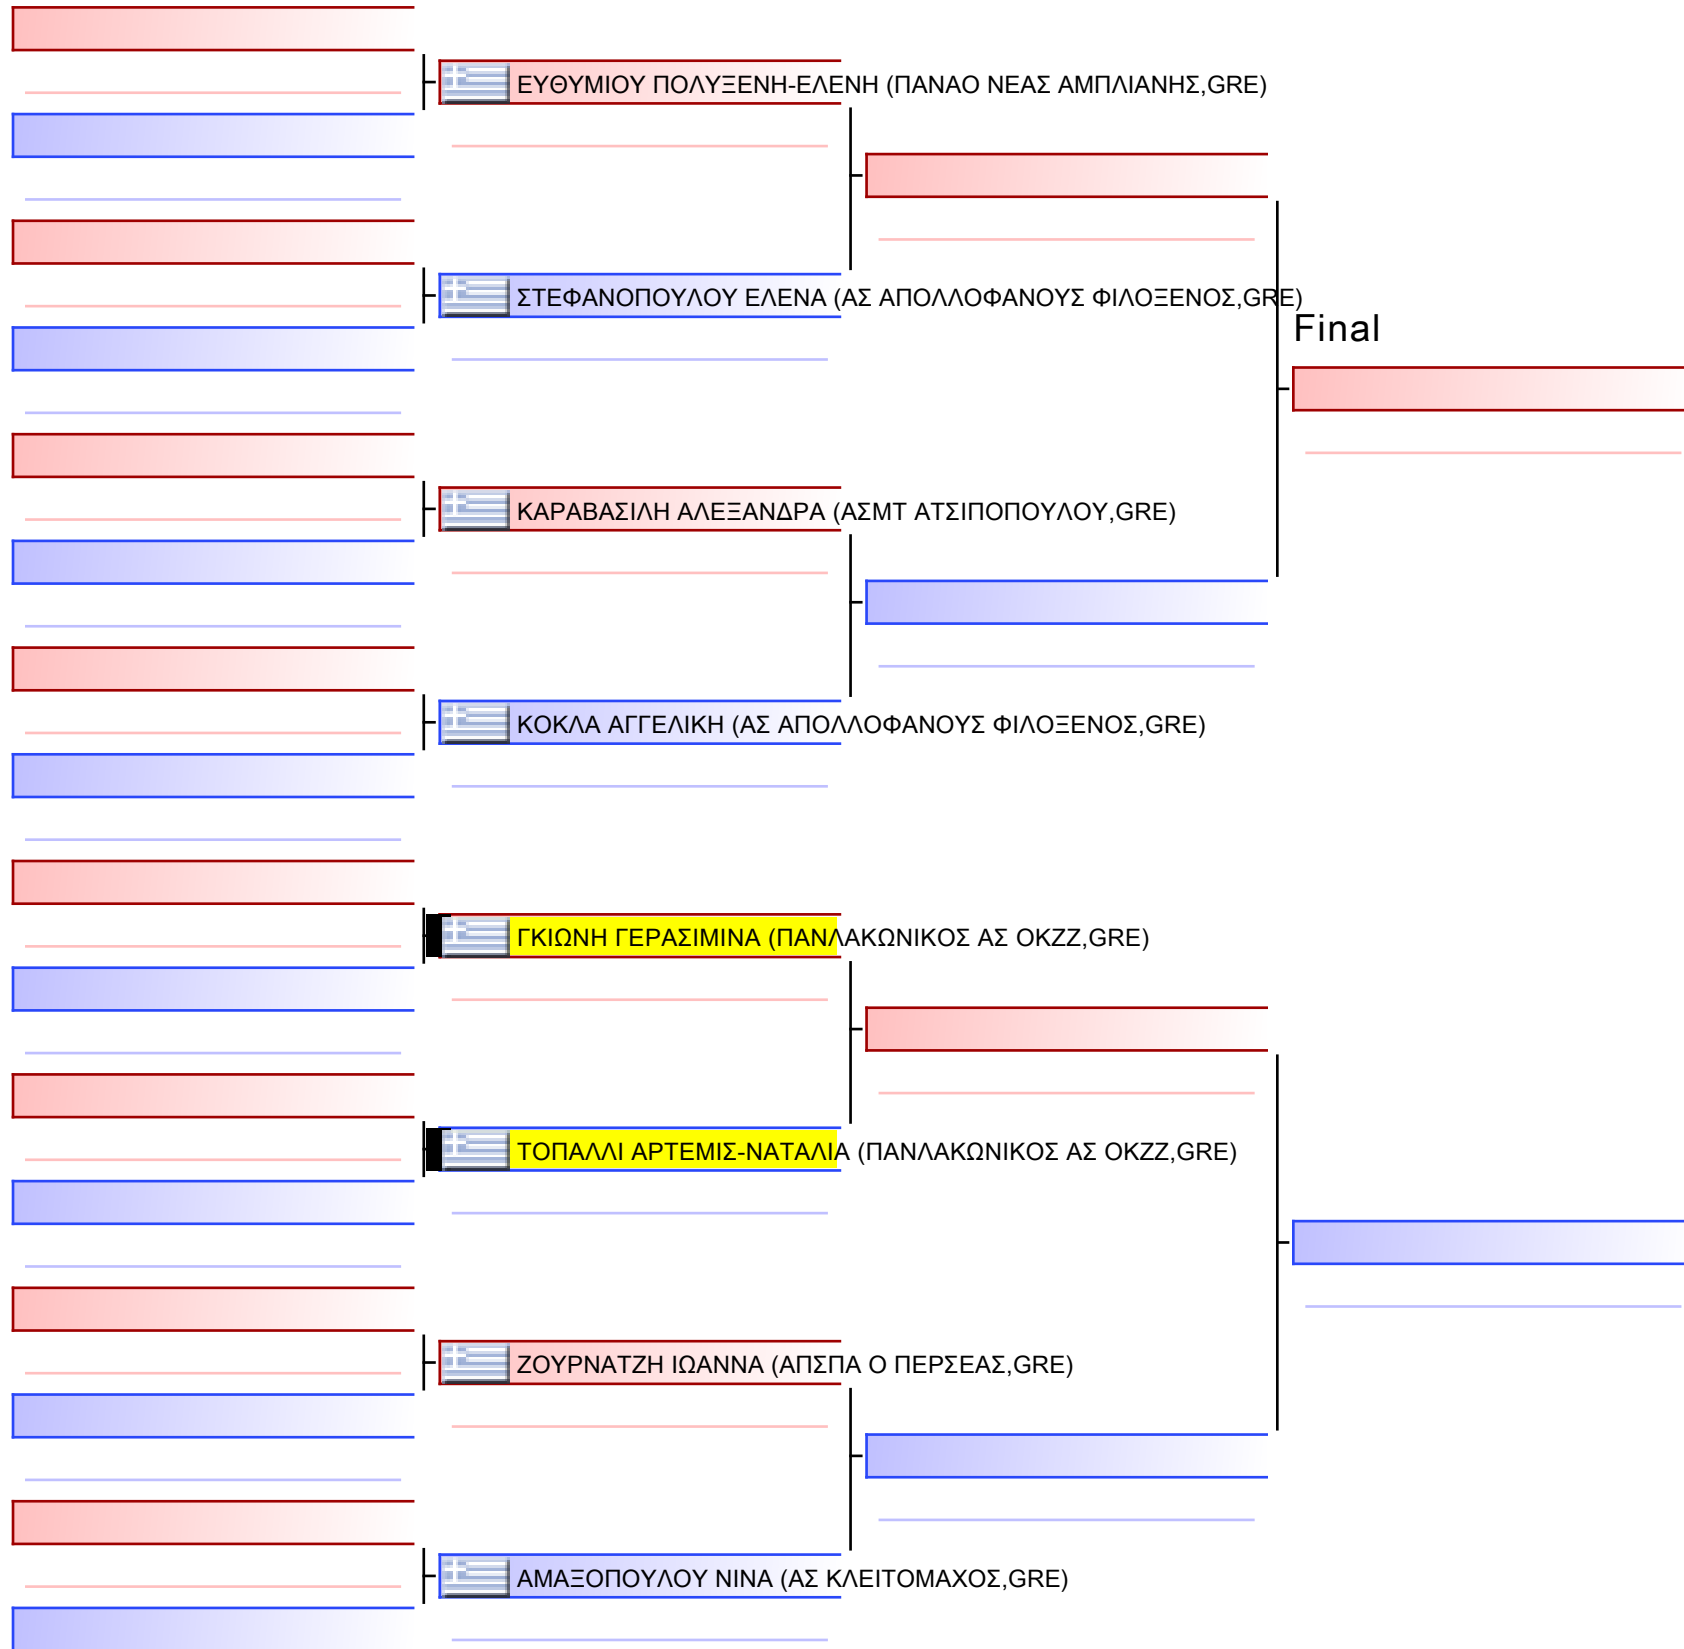 ΕΥΘΥΜΙΟΥ ΠΟΛΥΞΕΝΗ-ΕΛΕΝΗ (ΠΑΝΑΟ ΝΕΑΣ ΑΜΠΛΙΑΝΗΣ,GRE)
ΣΤΕΦΑΝΟΠΟΥΛΟΥ ΕΛΕΝΑ (ΑΣ ΑΠΟΛΛΟΦΑΝΟΥΣ ΦΙΛΟΞΕΝΟΣ,GRE)
Final
ΚΑΡΑΒΑΣΙΛΗ ΑΛΕΞΑΝΔΡΑ (ΑΣΜΤ ΑΤΣΙΠΟΠΟΥΛΟΥ,GRE)
ΚΟΚΛΑ ΑΓΓΕΛΙΚΗ (ΑΣ ΑΠΟΛΛΟΦΑΝΟΥΣ ΦΙΛΟΞΕΝΟΣ,GRE)
ΓΚΙΩΝΗ ΓΕΡΑΣΙΜΙΝΑ (ΠΑΝΛΑΚΩΝΙΚΟΣ ΑΣ ΟΚΖΖ,GRE)
ΤΟΠΑΛΛΙ ΑΡΤΕΜΙΣ-ΝΑΤΑΛΙΑ (ΠΑΝΛΑΚΩΝΙΚΟΣ ΑΣ ΟΚΖΖ,GRE)
ΖΟΥΡΝΑΤΖΗ ΙΩΑΝΝΑ (ΑΠΣΠΑ Ο ΠΕΡΣΕΑΣ,GRE)
ΑΜΑΞΟΠΟΥΛΟΥ ΝΙΝΑ (ΑΣ ΚΛΕΙΤΟΜΑΧΟΣ,GRE)